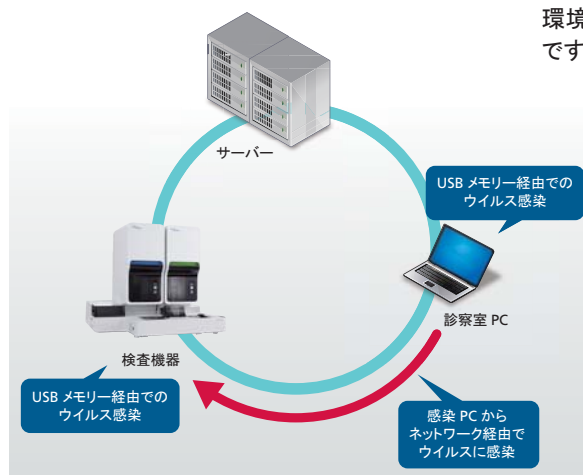 環境
です
サーバー
USB メモリー経由での
ウイルス感染
診察室 PC
検査機器
USB メモリー経由での
ウイルス感染
感染 PC から
ネットワーク経由で
ウイルスに感染